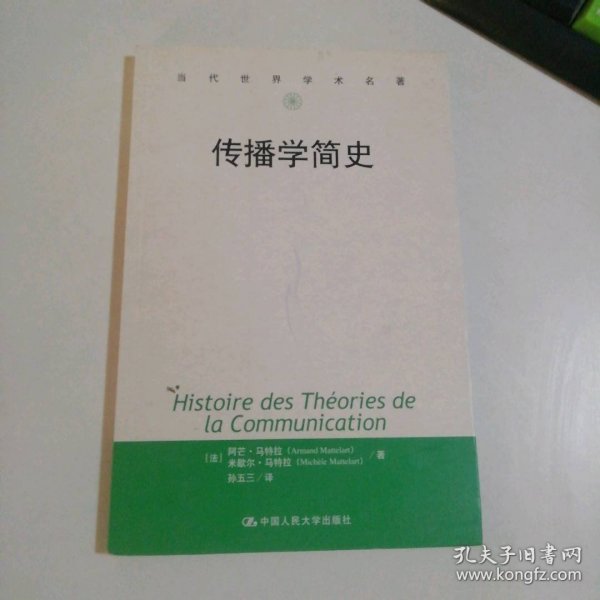 当代世界学术名著
传播学简史
Histoire des Théories de
la Communication
[法] 阿芒·马特拉 (Armand Mattelart)
米歇尔·马特拉 (Michèle Mattelart) / 著
孙五三 / 译
中国人民大学出版社
孔夫子旧书网
www.kongfz.com